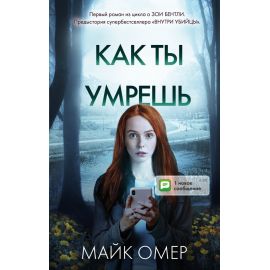 Первый роман из цикла о ЗОИ БЕНТЛИ.
Предыстория супербестселлера «ВНУТРИ УБИЙЦЫ»
КАК ТЫ
УМРЕШЬ
1 новое
сообщение
МАЙК ОМЕР